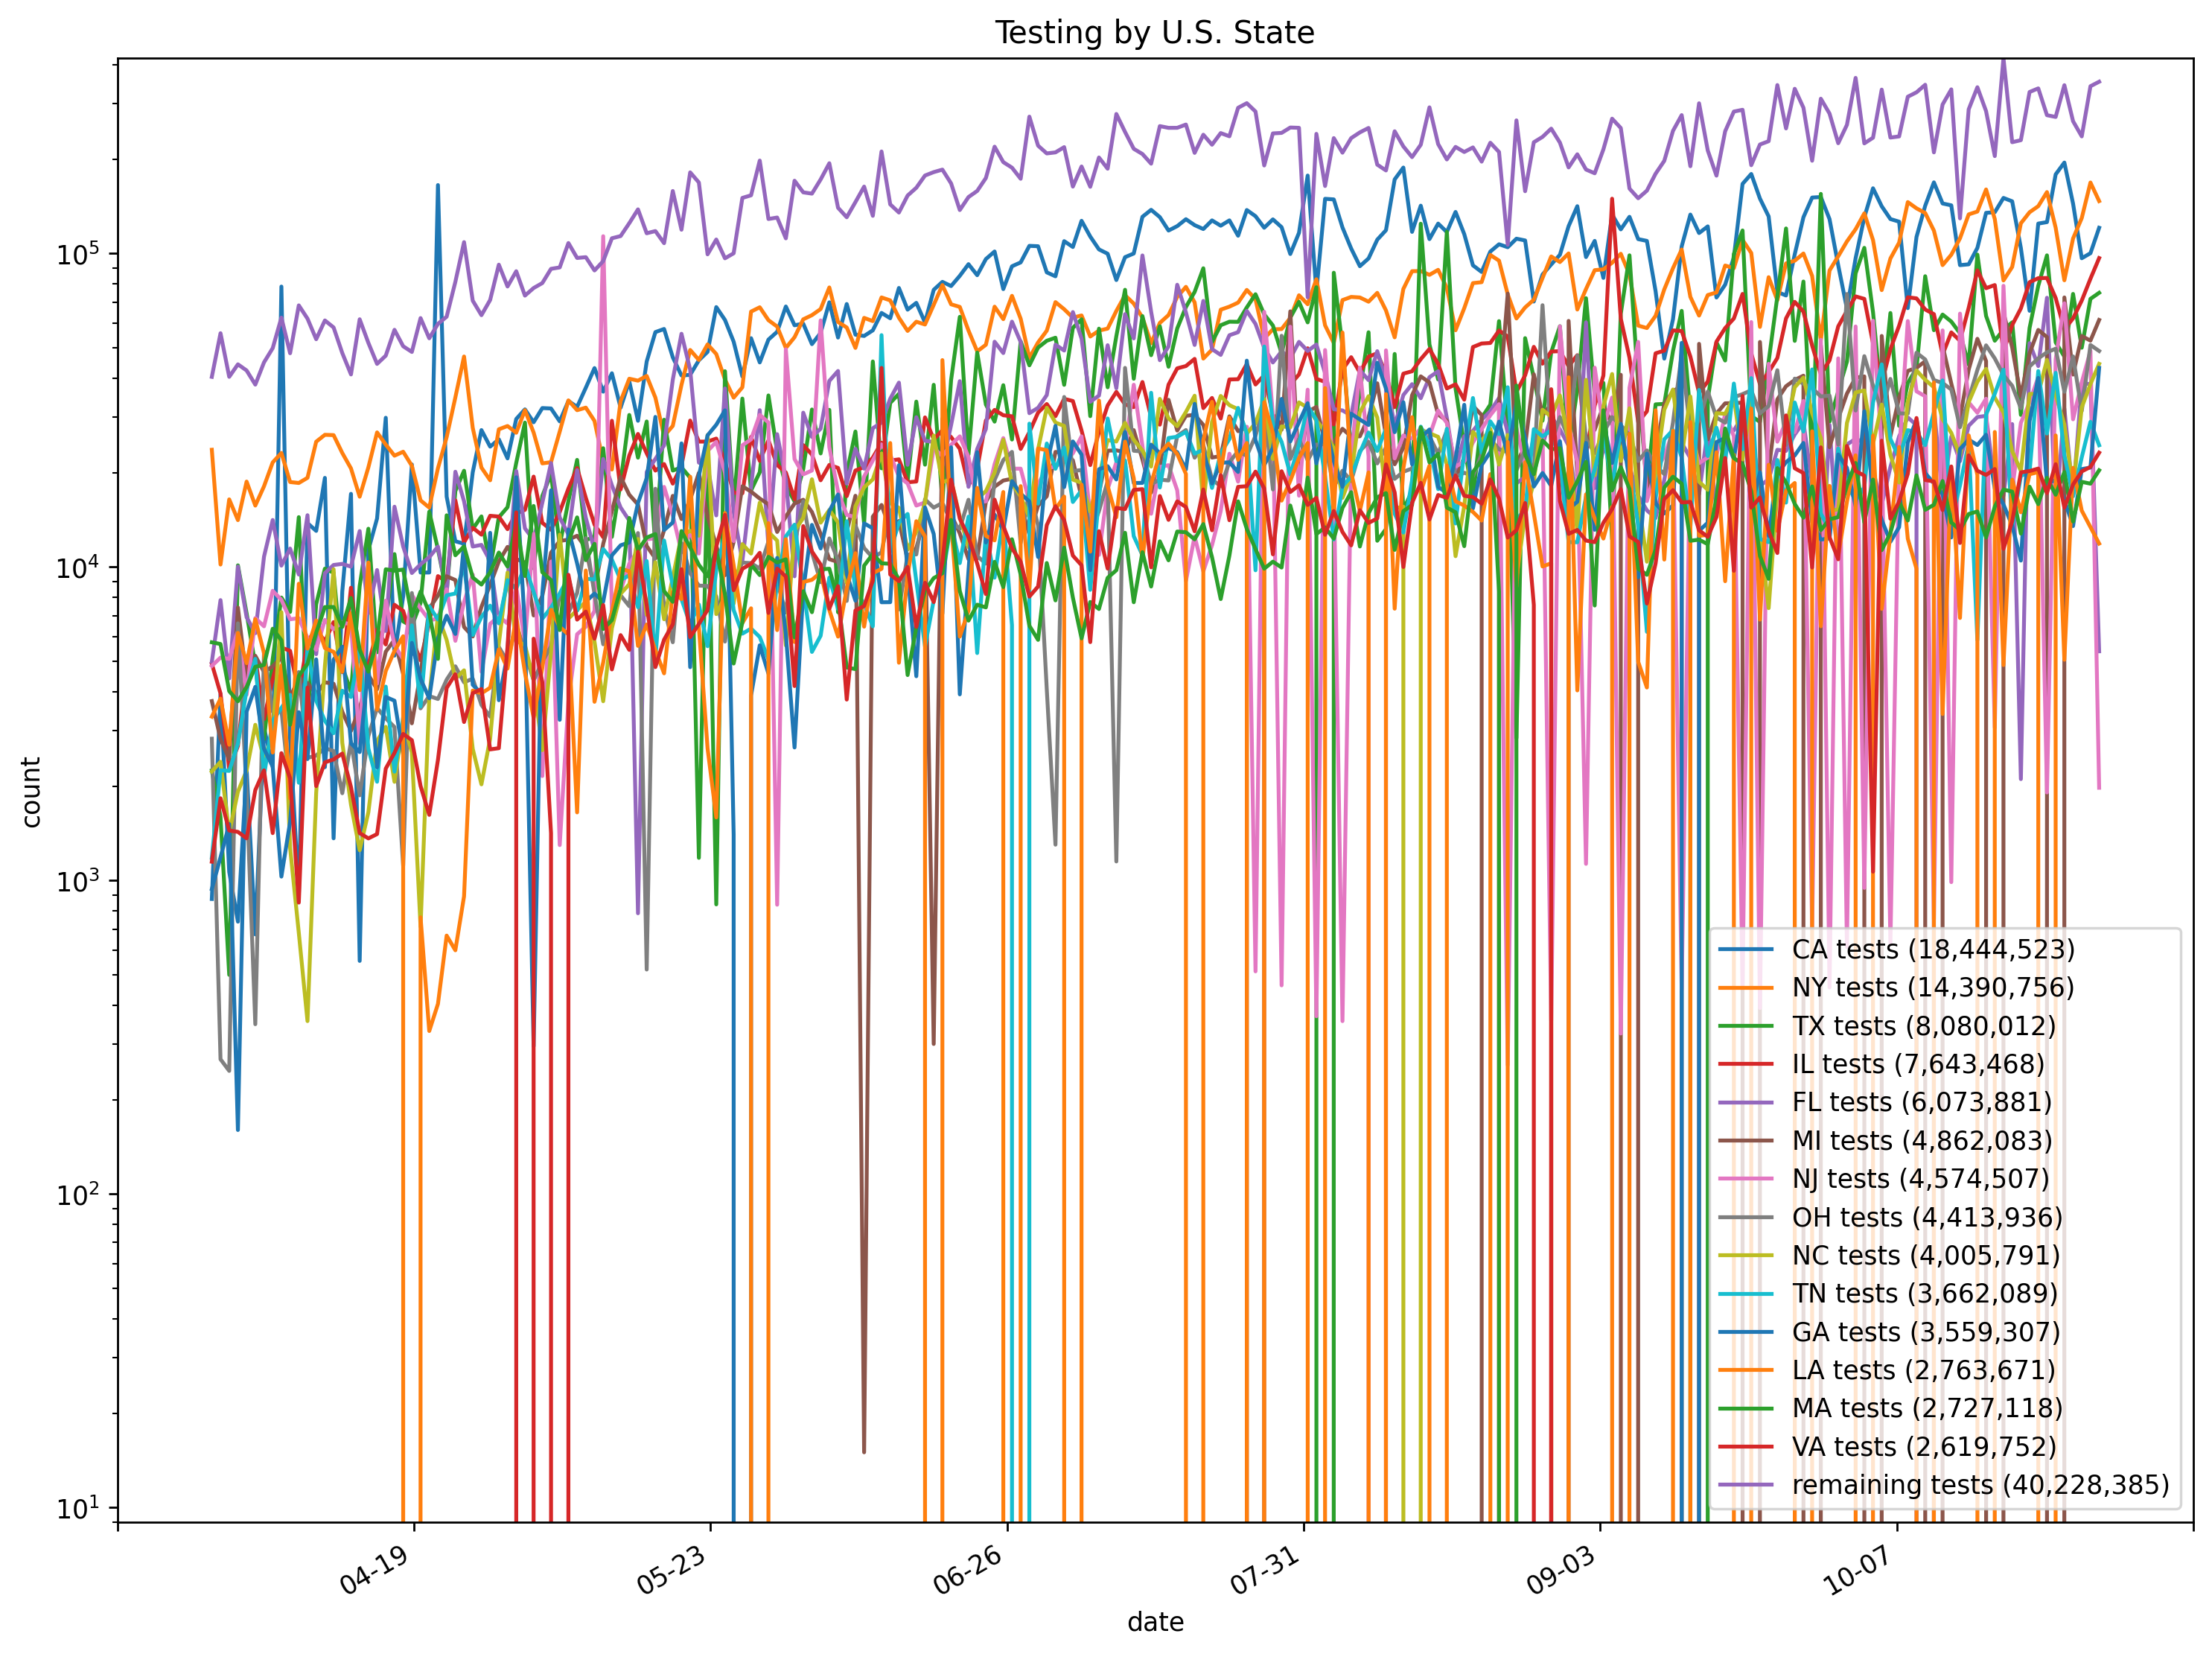 Testing by U.S. State
count
10^5
10^4
10^3
10^2
10^1
CA tests (18,444,523)
NY tests (14,390,756)
TX tests (8,080,012)
IL tests (7,643,468)
FL tests (6,073,881)
MI tests (4,862,083)
NJ tests (4,574,507)
OH tests (4,413,936)
NC tests (4,005,791)
TN tests (3,662,089)
GA tests (3,559,307)
LA tests (2,763,671)
MA tests (2,727,118)
VA tests (2,619,752)
remaining tests (40,228,385)
04-19 05-23 06-26 07-31 09-03 10-07
date